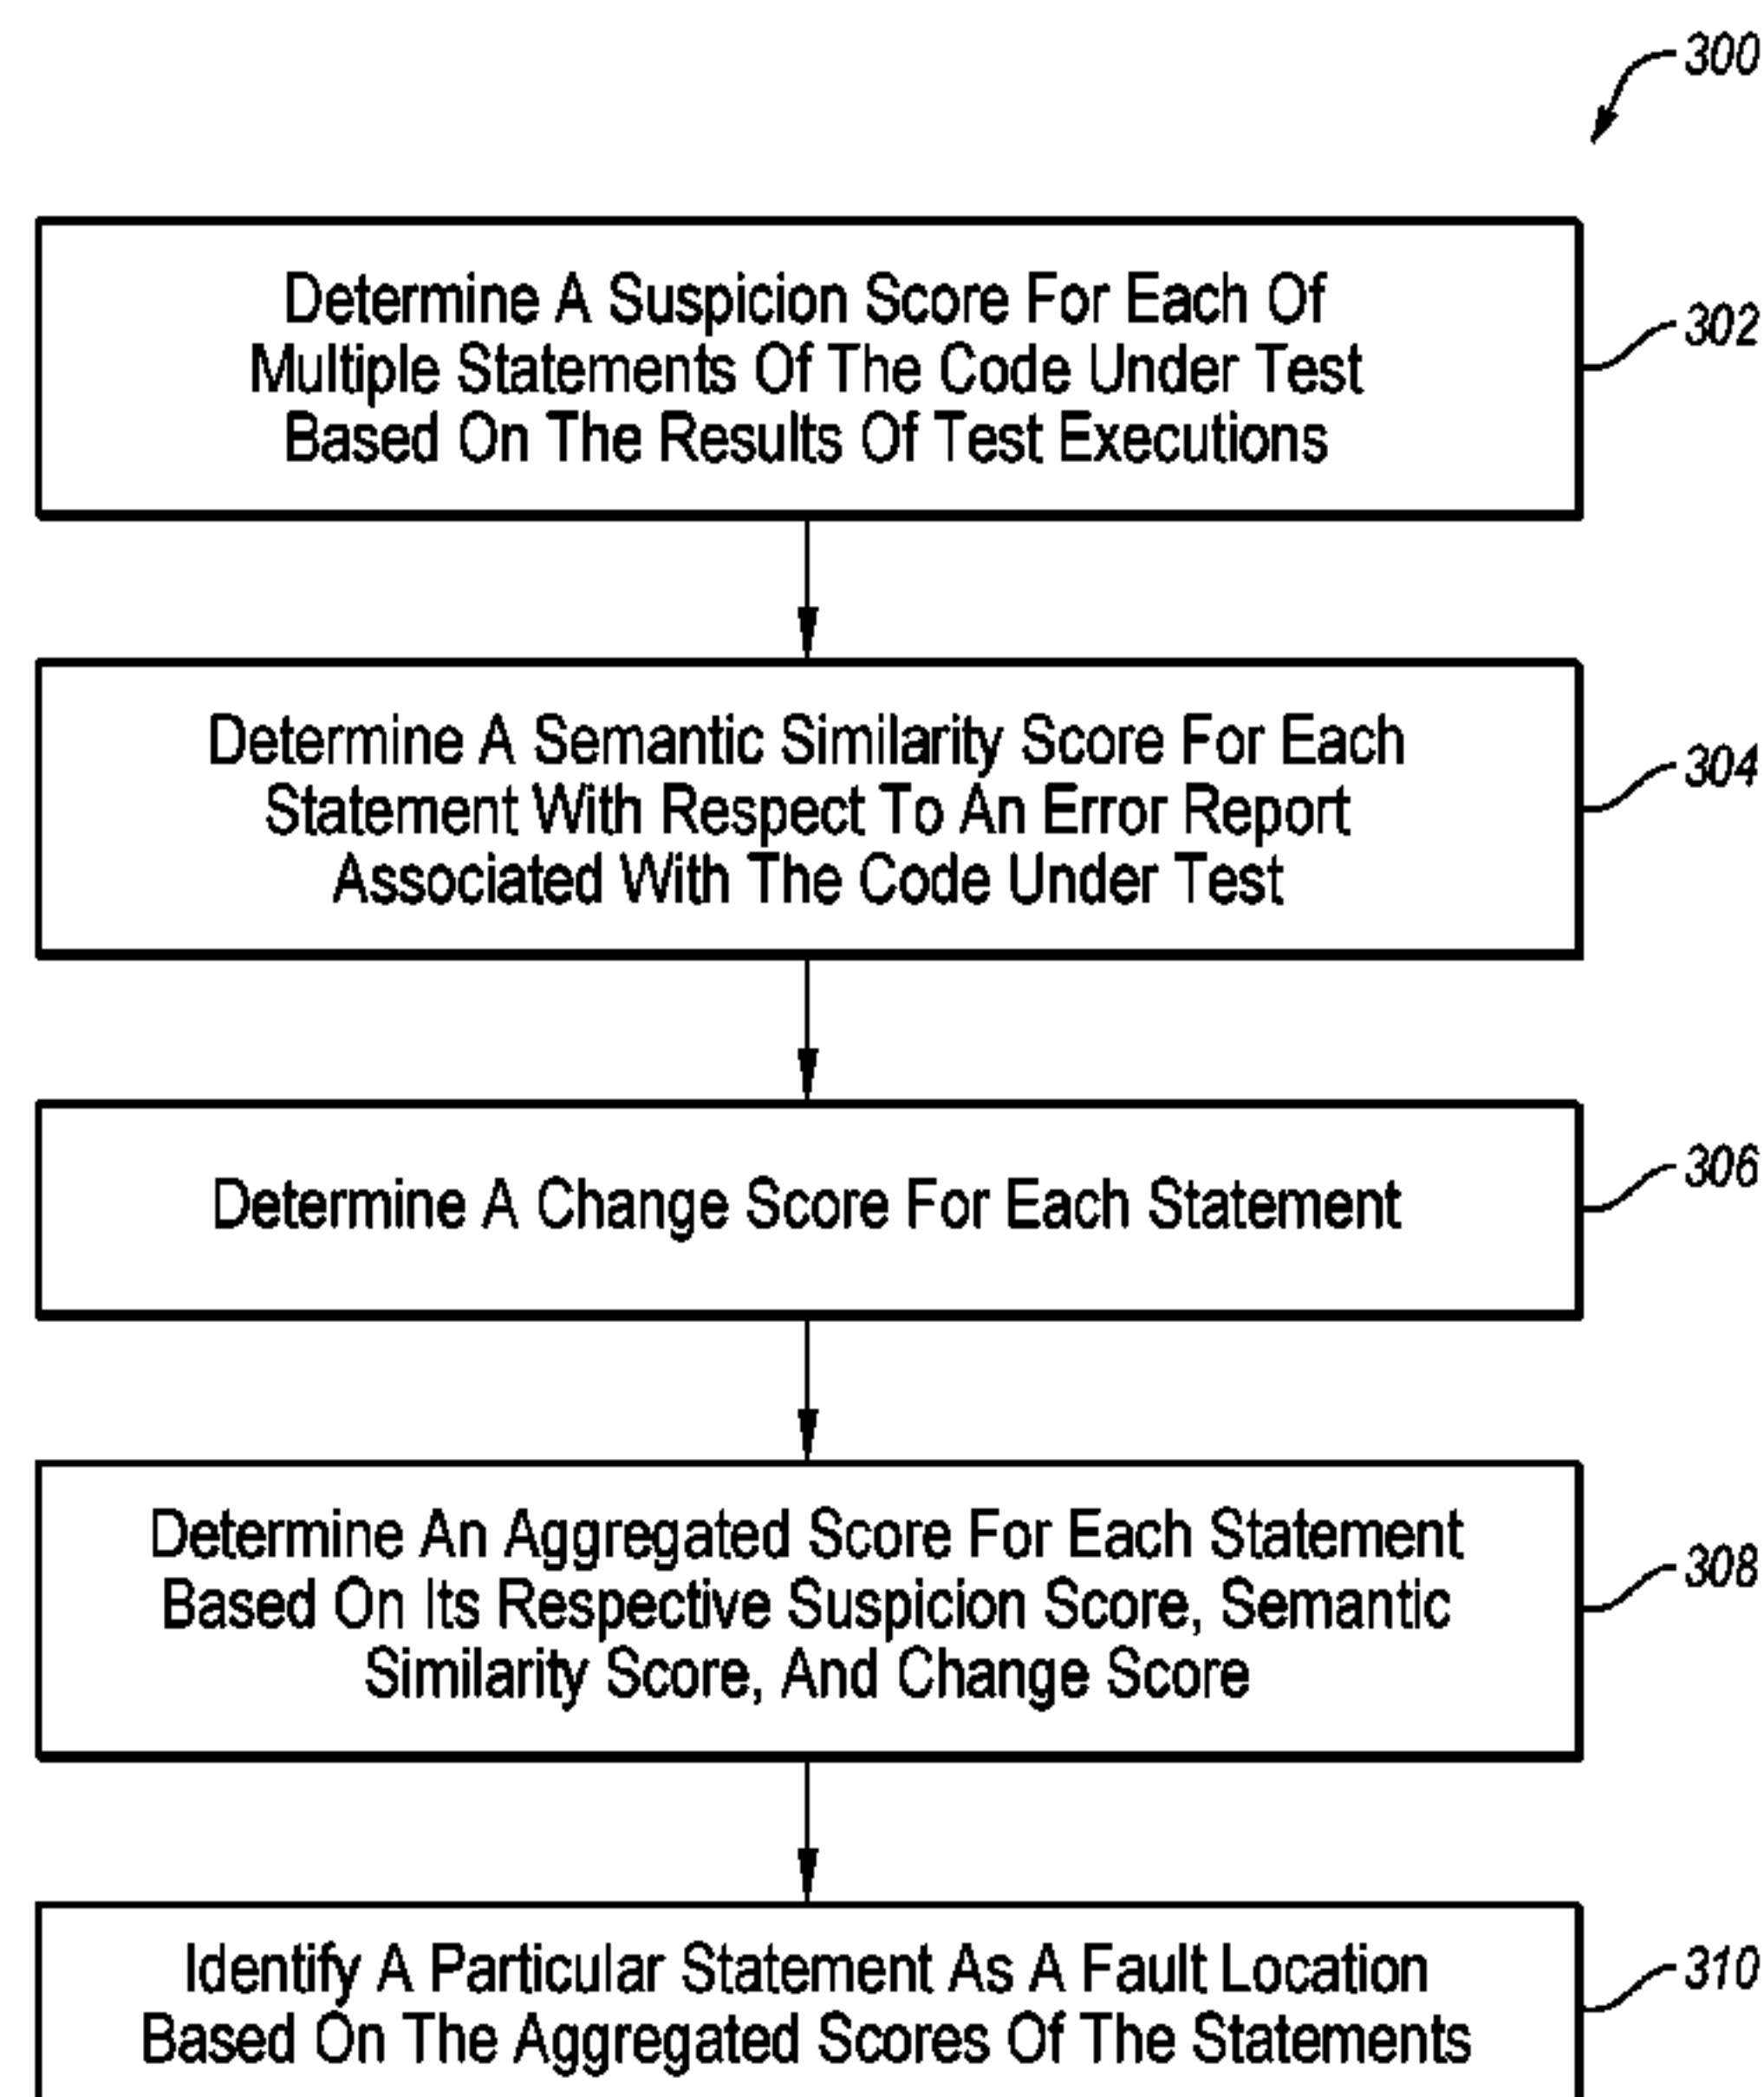 300
Determine A Suspicion Score For Each Of
Multiple Statements Of The Code Under Test
Based On The Results Of Test Executions
302
Determine A Semantic Similarity Score For Each
Statement With Respect To An Error Report
Associated With The Code Under Test
304
Determine A Change Score For Each Statement
306
Determine An Aggregated Score For Each Statement
Based On Its Respective Suspicion Score, Semantic
Similarity Score, And Change Score
308
Identify A Particular Statement As A Fault Location
Based On The Aggregated Scores Of The Statements
310